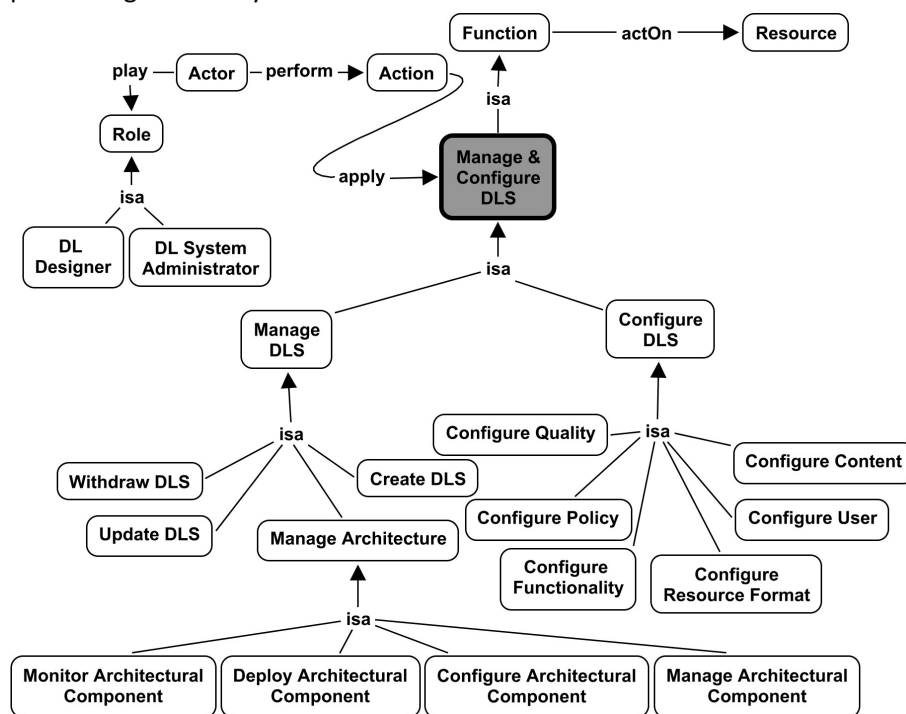 Function
actOn
Resource
play
Actor
perform
Action
isa
Role
Manage &
Configure
DLS
apply
isa
DL
Designer
DL System
Administrator
isa
Manage
DLS
Configure
DLS
isa
isa
Configure Quality
Configure Content
Withdraw DLS
Create DLS
Configure Policy
Configure User
Update DLS
Manage Architecture
Configure
Functionality
Configure
Resource Format
isa
Monitor Architectural
Component
Deploy Architectural
Component
Configure Architectural
Component
Manage Architectural
Component